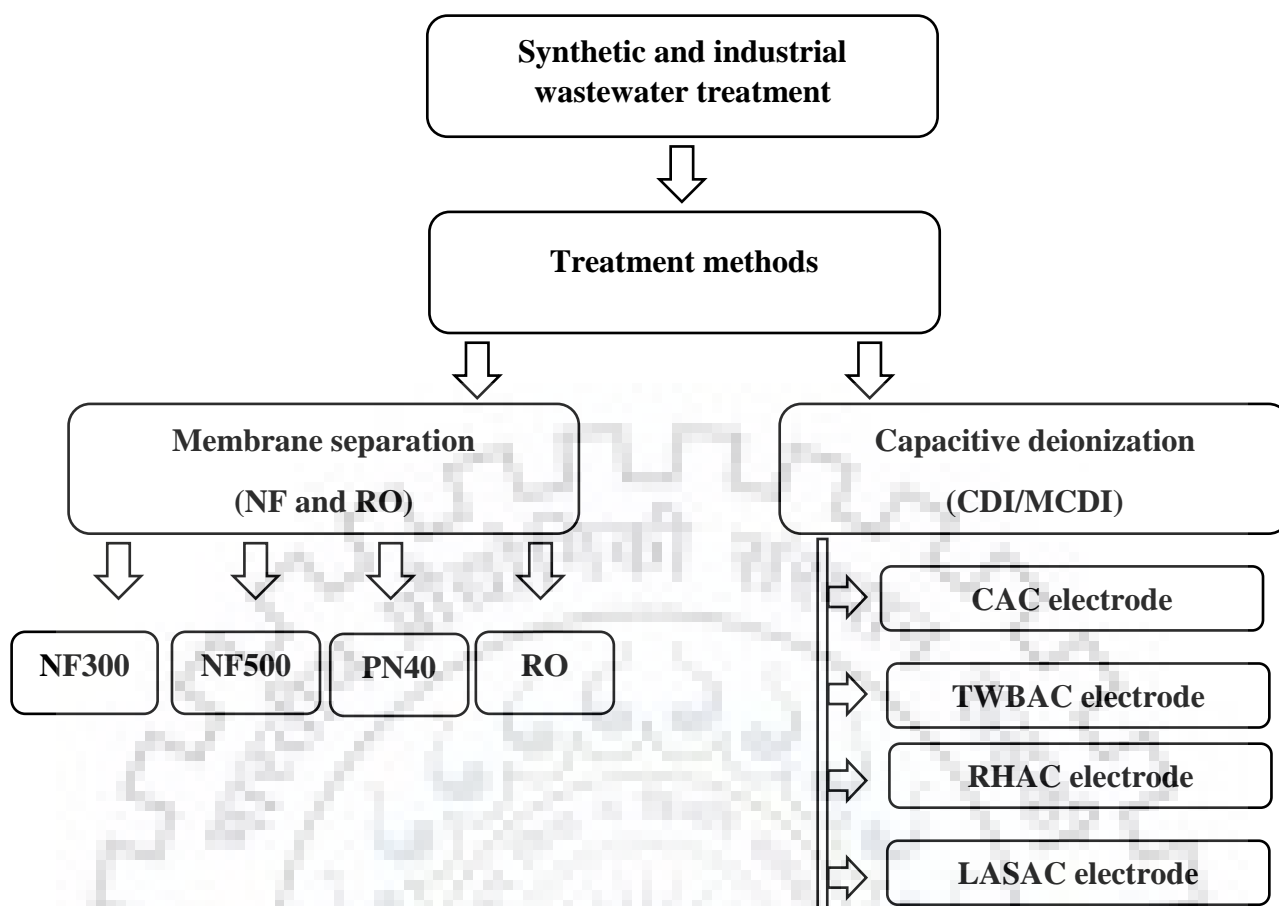 Synthetic and industrial
wastewater treatment
Treatment methods
Membrane separation
(NF and RO)
Capacitive deionization
(CDI/MCDI)
NF300
NF500
PN40
RO
CAC electrode
TWBAC electrode
RHAC electrode
LASAC electrode